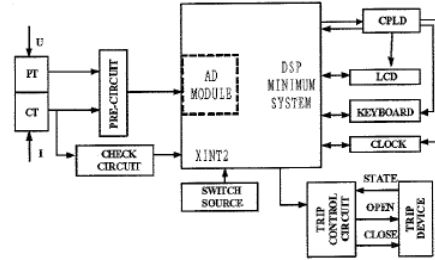 U
PT
CT
I
PRE-CIRCUIT
CHECK
CIRCUIT
AD
MODULE
XINT2
DSP
MINIMUM
SYSTEM
SWITCH
SOURCE
CPLD
LCD
KEYBOARD
CLOCK
TRIP
CONTROL
CIRCUIT
STATE
OPEN
CLOSE
TRIP
DEVICE